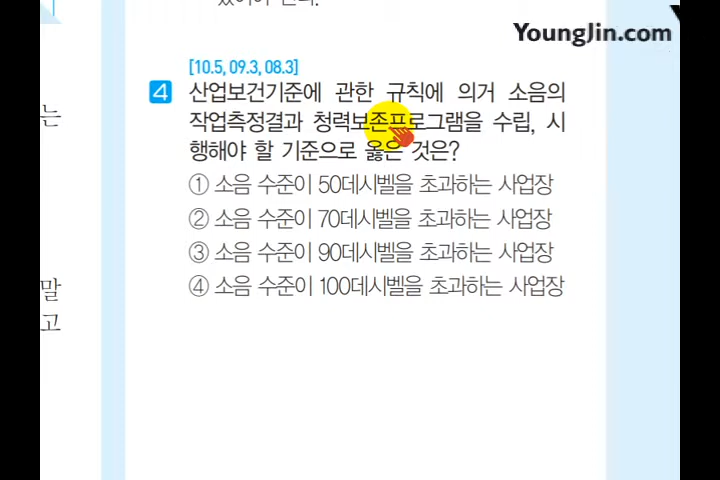 YoungJin.com
[10.5, 09.3, 08.3]
4 산업보건기준에 관한 규칙에 의거 소음의
작업측정결과 청력보존프로그램을 수립, 시
행해야 할 기준으로 옳은 것은?
① 소음 수준이 50데시벨을 초과하는 사업장
② 소음 수준이 70데시벨을 초과하는 사업장
③ 소음 수준이 90데시벨을 초과하는 사업장
④ 소음 수준이 100데시벨을 초과하는 사업장
는
말
고